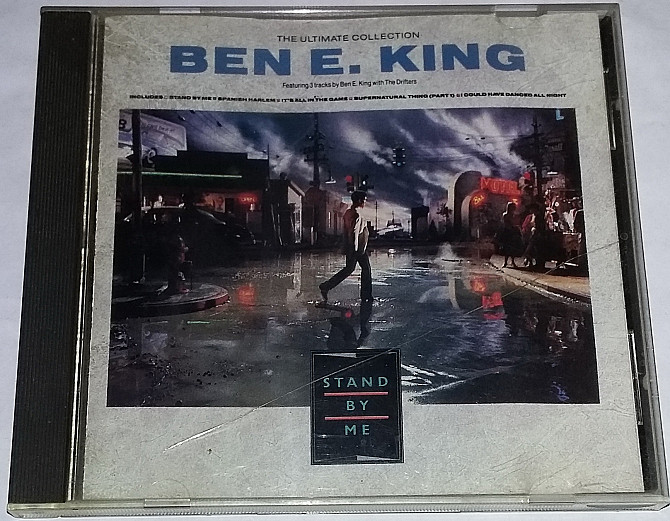 THE ULTIMATE COLLECTION
BEN E. KING
Featuring 3 tracks by Ben E. King with The Drifters
INCLUDES :: STAND BY ME :: SPANISH HARLEM :: IT'S ALL IN THE GAME :: SUPERNATURAL THING (PART 1) :: I COULD HAVE DANCED ALL NIGHT
MOTEL
STAND
BY
ME